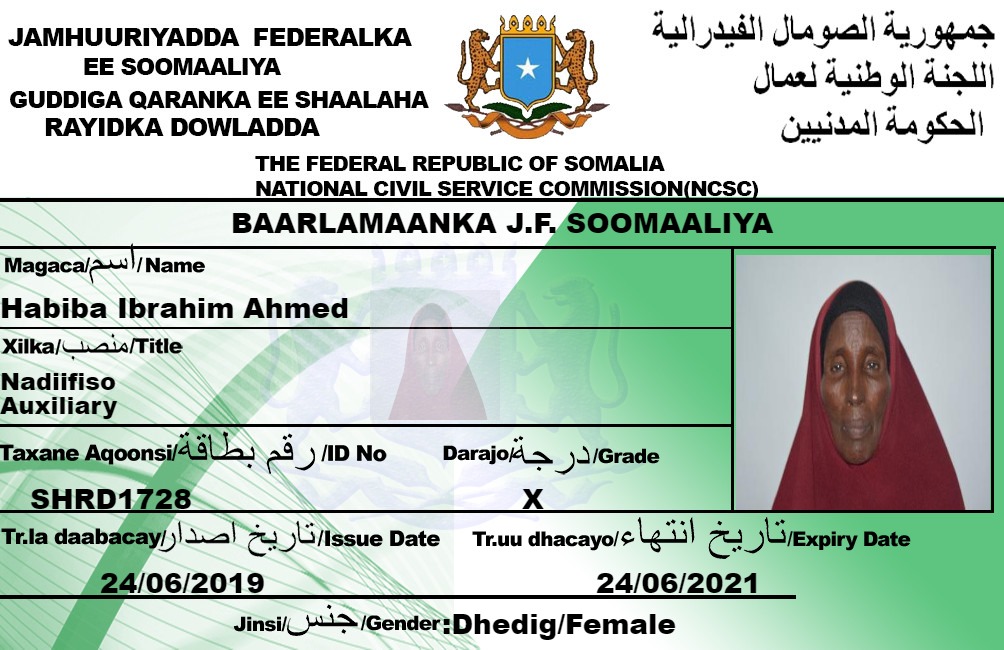 JAMHUURIYADDA FEDERALKA
EE SOOMAALIYA
GUDDIGA QARANKA EE SHAALAHA
RAYIDKA DOWLADDA
جمهورية الصومال الفيدرالية
اللجنة الوطنية لعمال
الحكومة المدنيين
THE FEDERAL REPUBLIC OF SOMALIA
NATIONAL CIVIL SERVICE COMMISSION(NCSC)
BAARLAMAANKA J.F. SOOMAALIYA
Magaca/اسم/Name
Habiba Ibrahim Ahmed
Xilka/منصب/Title
Nadiifiso
Auxiliary
Taxane Aqoonsi/رقم بطاقة/ID No
Darajo/درجة/Grade
SHRD1728
X
Tr.la daabacay/تاريخ اصدار/Issue Date
Tr.uu dhacayo/تاريخ انتهاء/Expiry Date
24/06/2019
24/06/2021
Jinsi/جنس/Gender:Dhedig/Female